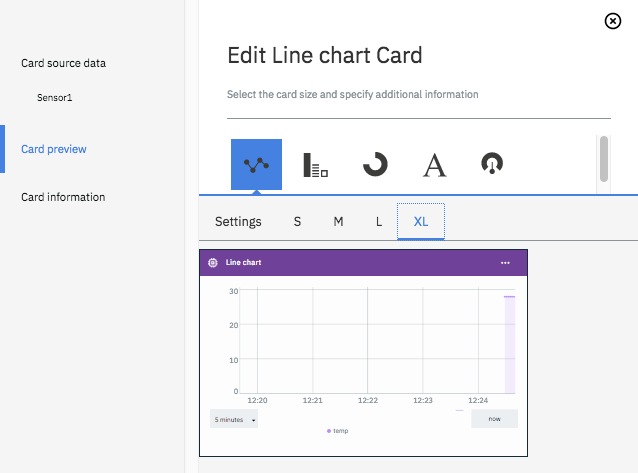 Card source data
Sensor1
Card preview
Card information
Edit Line chart Card
Select the card size and specify additional information
A
Settings S M L XL
Line chart
30
20
10
0
12:20 12:21 12:22 12:23 12:24
5 minutes
now
temp